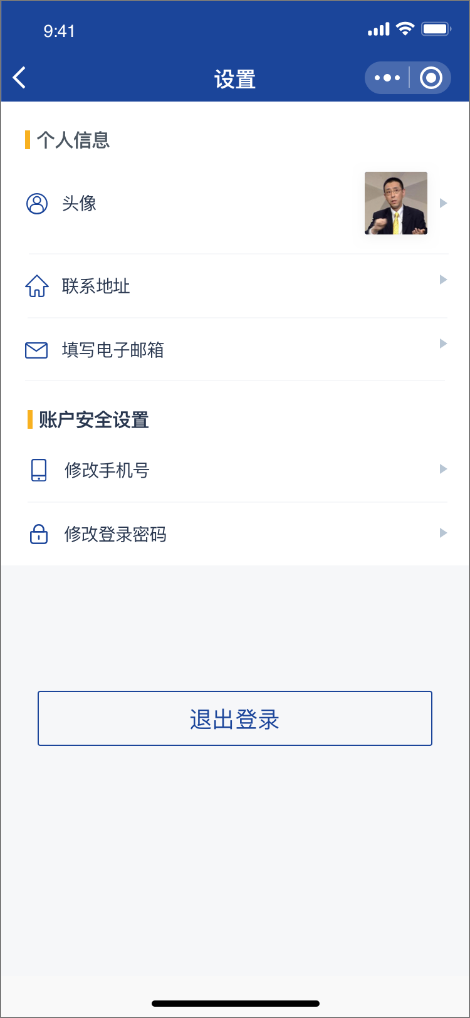 9:41
设置
个人信息
头像
联系地址
填写电子邮箱
账户安全设置
修改手机号
修改登录密码
退出登录